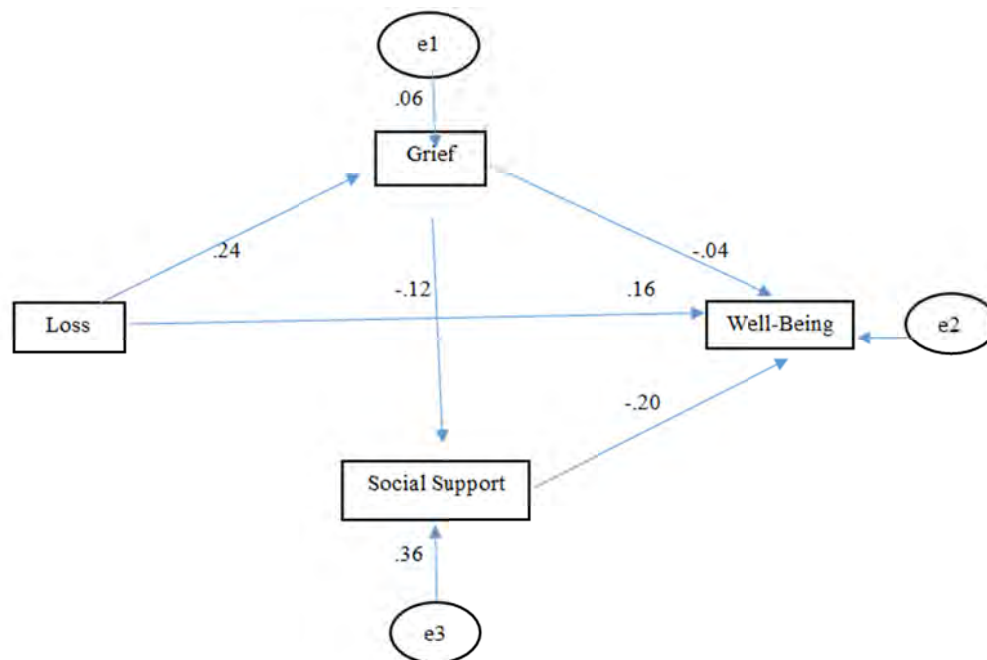 e1
.06
Grief
.24
-.04
-.12
.16
Loss
Well-Being
e2
-.20
Social Support
.36
e3